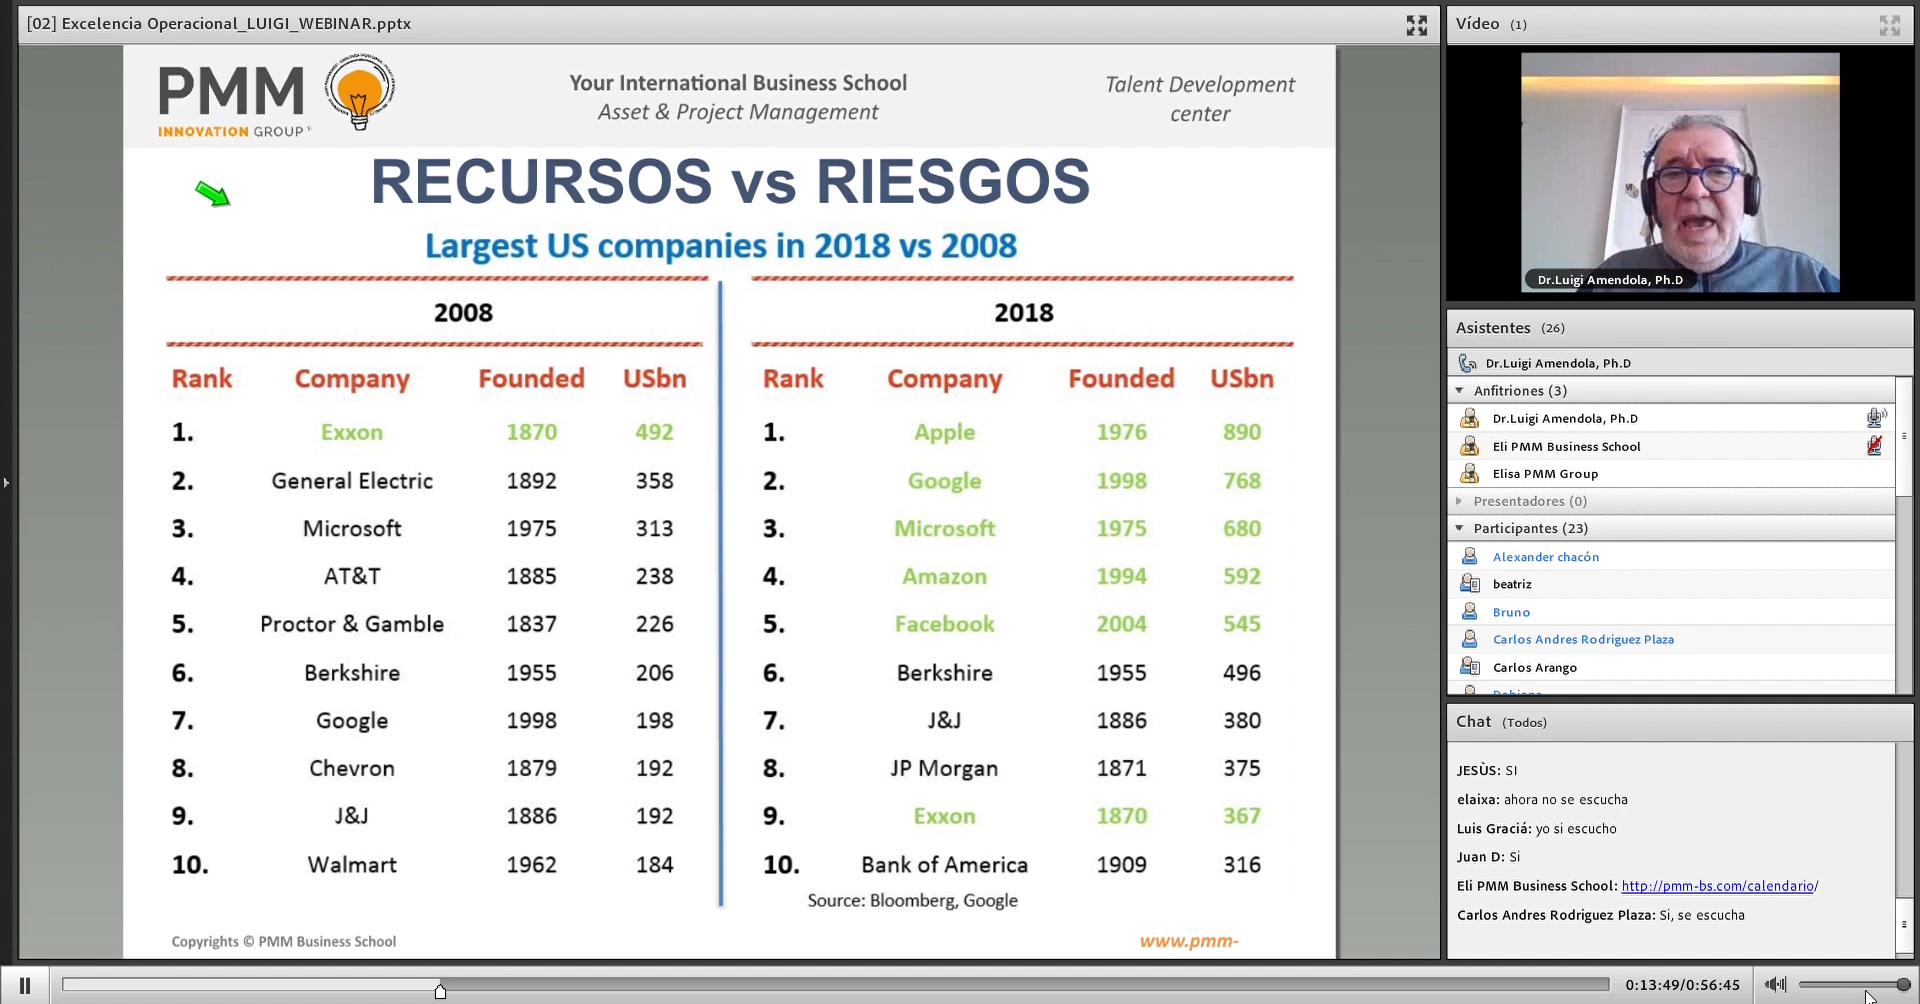 [02] Excelencia Operacional_LUIGI_WEBINAR.pptx
PMM
INNOVATION GROUP
Your International Business School
Asset & Project Management
Talent Development
center
RECURSOS vs RIESGOS
Largest US companies in 2018 vs 2008
2008
Rank Company Founded USbn
1. Exxon 1870 492
2. General Electric 1892 358
3. Microsoft 1975 313
4. AT&T 1885 238
5. Proctor & Gamble 1837 226
6. Berkshire 1955 206
7. Google 1998 198
8. Chevron 1879 192
9. J&J 1886 192
10. Walmart 1962 184
2018
Rank Company Founded USbn
1. Apple 1976 890
2. Google 1998 768
3. Microsoft 1975 680
4. Amazon 1994 592
5. Facebook 2004 545
6. Berkshire 1955 496
7. J&J 1886 380
8. JP Morgan 1871 375
9. Exxon 1870 367
10. Bank of America 1909 316
Source: Bloomberg, Google
Copyrights © PMM Business School
www.pmm-
Vídeo (1)
Dr.Luigi Amendola, Ph.D
Asistentes (26)
Dr.Luigi Amendola, Ph.D
Anfitriones (3)
Dr.Luigi Amendola, Ph.D
Eli PMM Business School
Elisa PMM Group
Presentadores (0)
Participantes (23)
Alexander chacón
beatriz
Bruno
Carlos Andres Rodriguez Plaza
Carlos Arango
Chat (Todos)
JESÙS: SI
elaixa: ahora no se escucha
Luis Graciá: yo si escucho
Juan D: Si
Eli PMM Business School: http://pmm-bs.com/calendario/
Carlos Andres Rodriguez Plaza: Si, se escucha
0:13:49/0:56:45